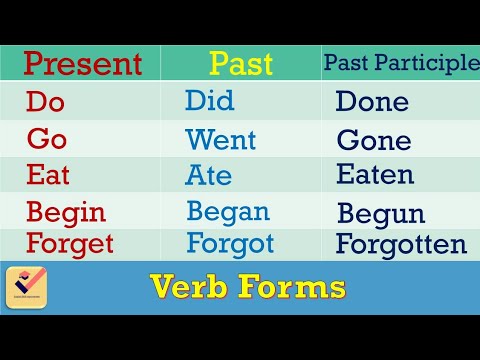 Present Past Past Participle
Do Did Done
Go Went Gone
Eat Ate Eaten
Begin Began Begun
Forget Forgot Forgotten
Verb Forms